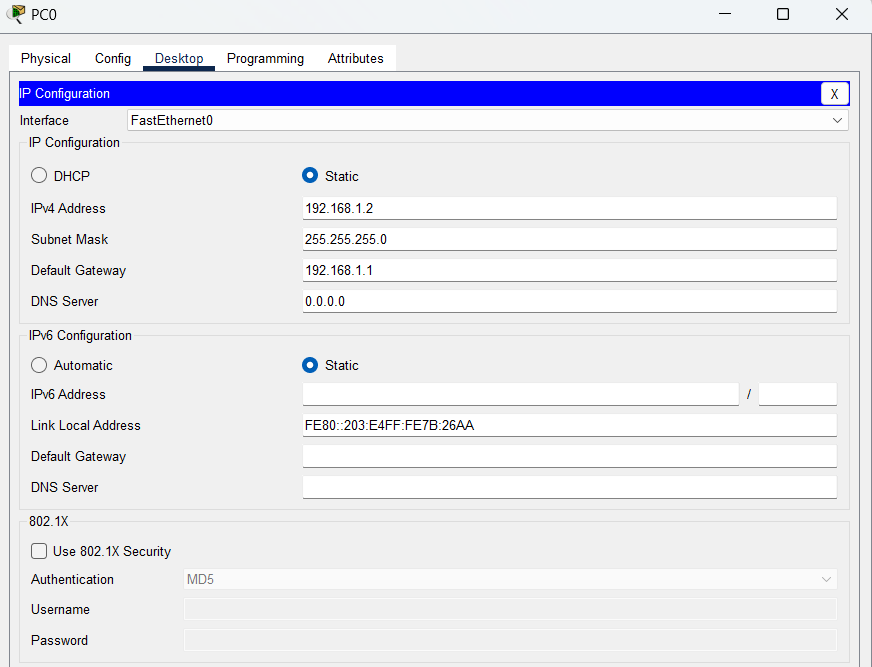 PC0
Physical Config Desktop Programming Attributes
IP Configuration X
Interface FastEthernet0
IP Configuration
DHCP Static
IPv4 Address 192.168.1.2
Subnet Mask 255.255.255.0
Default Gateway 192.168.1.1
DNS Server 0.0.0.0
IPv6 Configuration
Automatic Static
IPv6 Address /
Link Local Address FE80::203:E4FF:FE7B:26AA
Default Gateway
DNS Server
802.1X
Use 802.1X Security
Authentication MD5
Username
Password